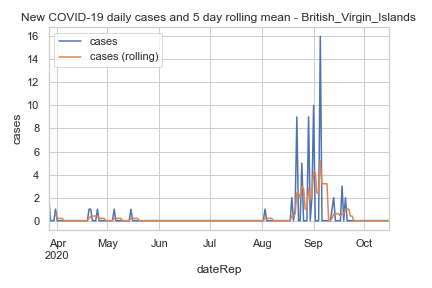 New COVID-19 daily cases and 5 day rolling mean - British_Virgin_Islands
cases
cases (rolling)
16
14
12
10
8
6
4
2
0
cases
Apr May Jun Jul Aug Sep Oct
2020
dateRep